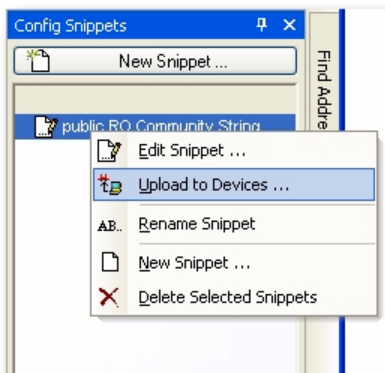 Config Snippets
New Snippet ...
public RO Community String
Edit Snippet ...
Upload to Devices ...
AB.. Rename Snippet
New Snippet ...
Delete Selected Snippets
Find Addre